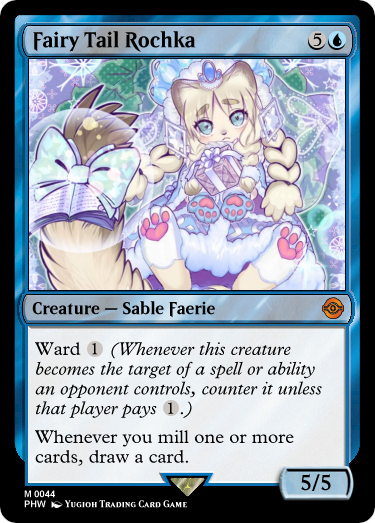 Fairy Tail Rochka 5
Creature — Sable Faerie
Ward 1 (Whenever this creature
becomes the target of a spell or ability
an opponent controls, counter it unless
that player pays 1.)
Whenever you mill one or more
cards, draw a card.
5/5
M 0044
PHW Yugioh Trading Card Game